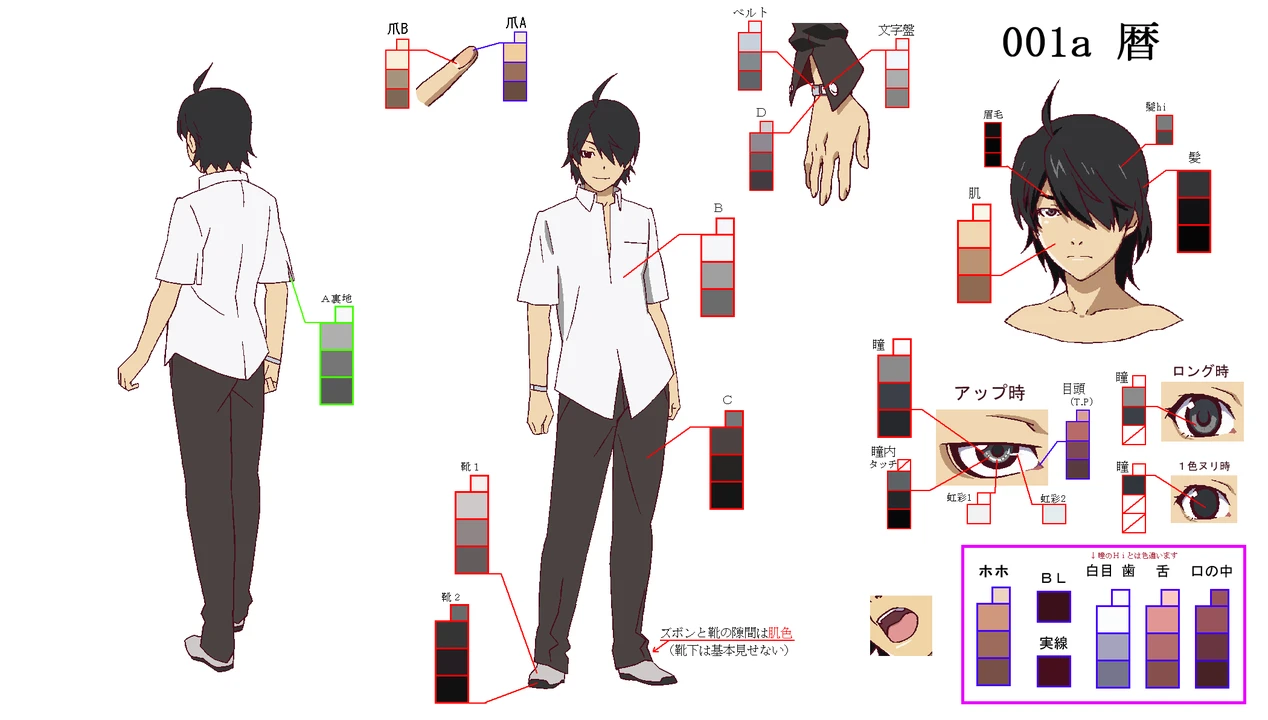 001a 暦
爪B
爪A
ベルト
文字盤
D
眉毛
髪hi
髪
肌
B
A裏地
C
瞳
アップ時
目頭
(T.P)
瞳
ロング時
瞳内
タッチ
虹彩1
虹彩2
瞳
1色ヌリ時
靴1
靴2
ズボンと靴の隙間は肌色
(靴下は基本見せない)
↓瞳のHiとは色違います
ホホ
BL
白目 歯
舌
口の中
実線